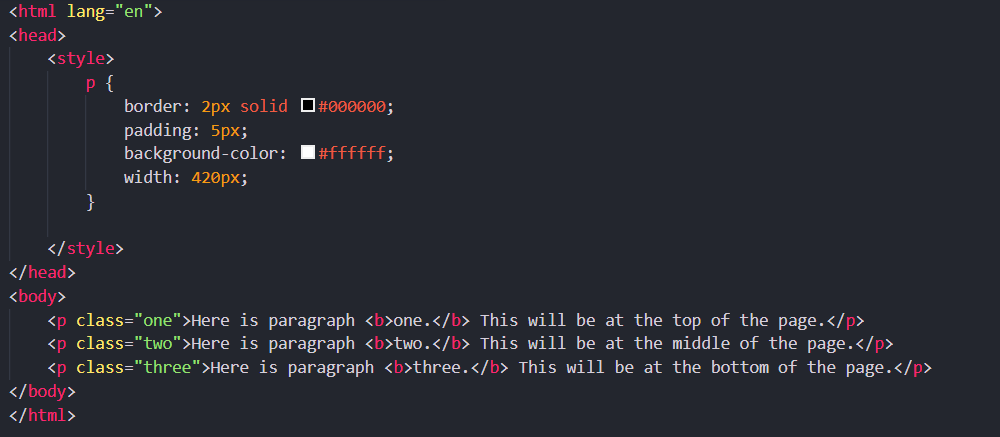 <html lang="en">
<head>
    <style>
        p {
            border: 2px solid #000000;
            padding: 5px;
            background-color: #ffffff;
            width: 420px;
        }

    </style>
</head>
<body>
    <p class="one">Here is paragraph <b>one.</b> This will be at the top of the page.</p>
    <p class="two">Here is paragraph <b>two.</b> This will be at the middle of the page.</p>
    <p class="three">Here is paragraph <b>three.</b> This will be at the bottom of the page.</p>
</body>
</html>